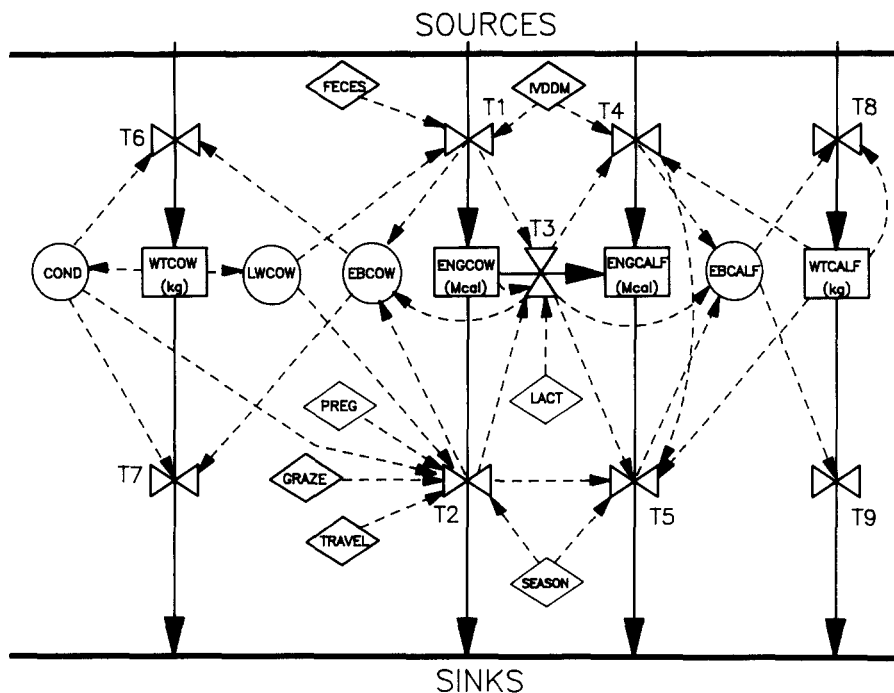 SOURCES
FECES
IVDDM
T6
T1
T4
T8
T3
COND
WTCOW
(kg)
LWCOW
EBCOW
ENGCOW
(Mcal)
ENGCALF
(Mcal)
EBCALF
WTCALF
(kg)
PREG
LACT
T7
GRAZE
T2
T5
T9
TRAVEL
SEASON
SINKS